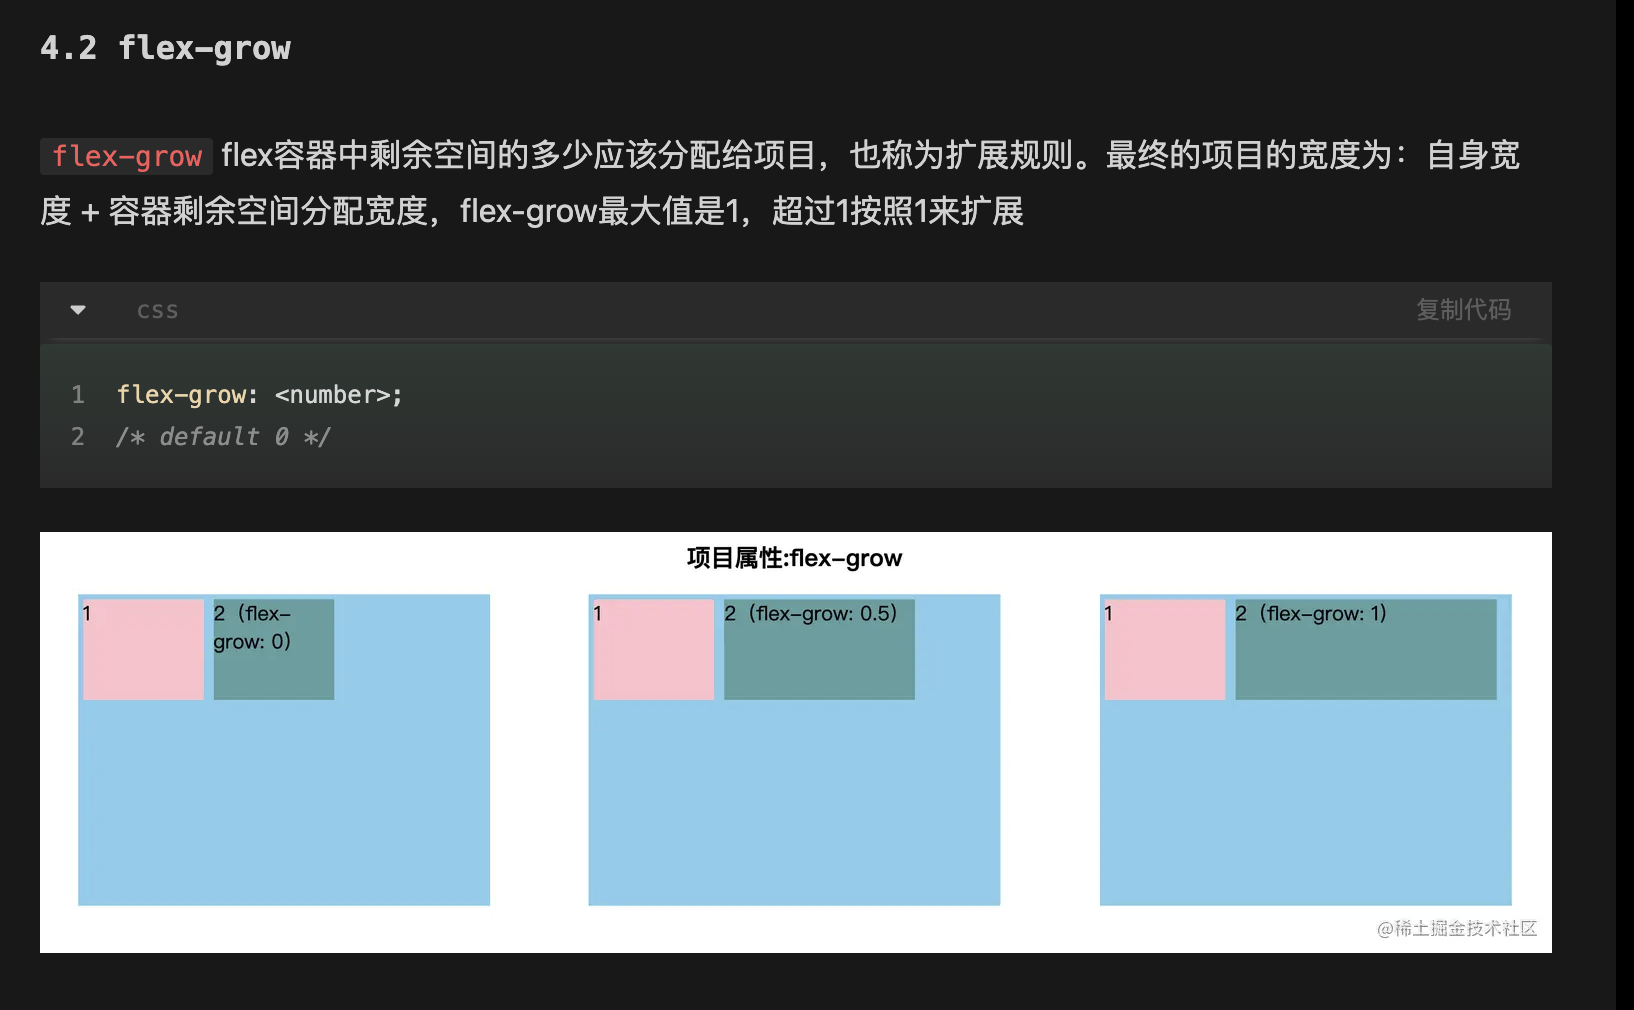 4.2 flex-grow
flex-grow flex容器中剩余空间的多少应该分配给项目，也称为扩展规则。最终的项目的宽度为：自身宽
度 + 容器剩余空间分配宽度，flex-grow最大值是1，超过1按照1来扩展
css 复制代码
1 flex-grow: <number>;
2 /* default 0 */
项目属性:flex-grow
1
2（flex-
grow: 0）
1
2（flex-grow: 0.5）
1
2（flex-grow: 1）
@稀土掘金技术社区